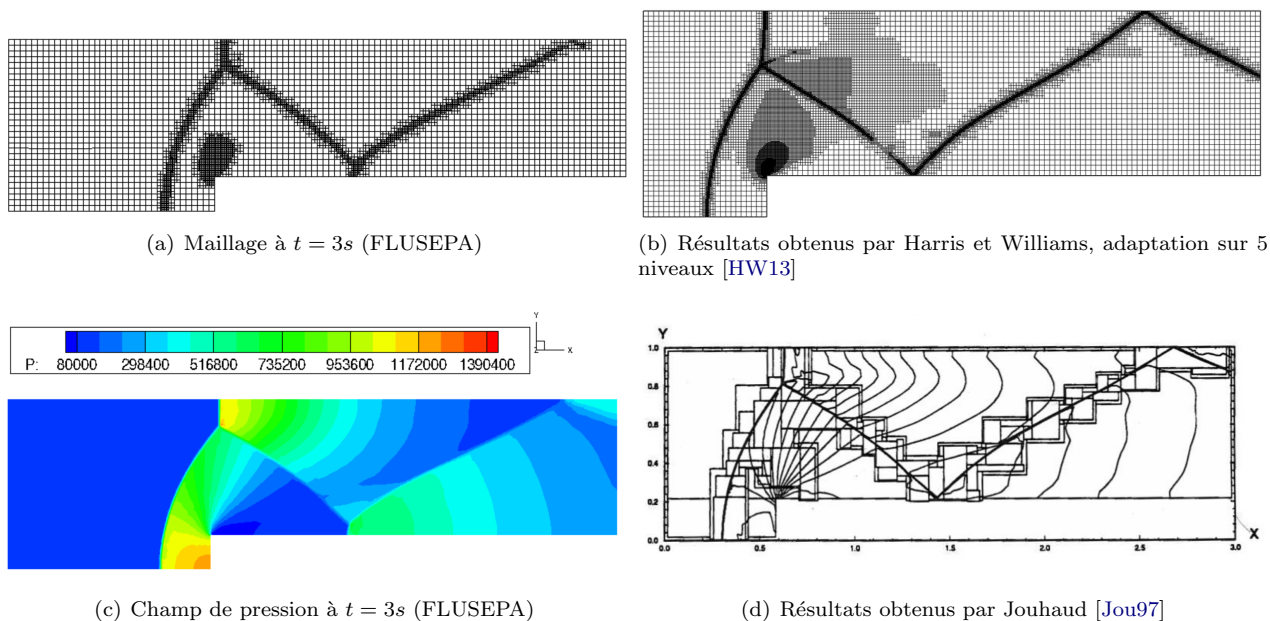 (a) Maillage à t = 3s (FLUSEPA)
(b) Résultats obtenus par Harris et Williams, adaptation sur 5
niveaux [HW13]
P: 80000 298400 516800 735200 953600 1172000 1390400
Y
Z X
(c) Champ de pression à t = 3s (FLUSEPA)
Y
1.0
0.8
0.6
0.4
0.2
0.0
0.0 0.5 1.0 1.5 2.0 2.5 3.0
X
(d) Résultats obtenus par Jouhaud [Jou97]